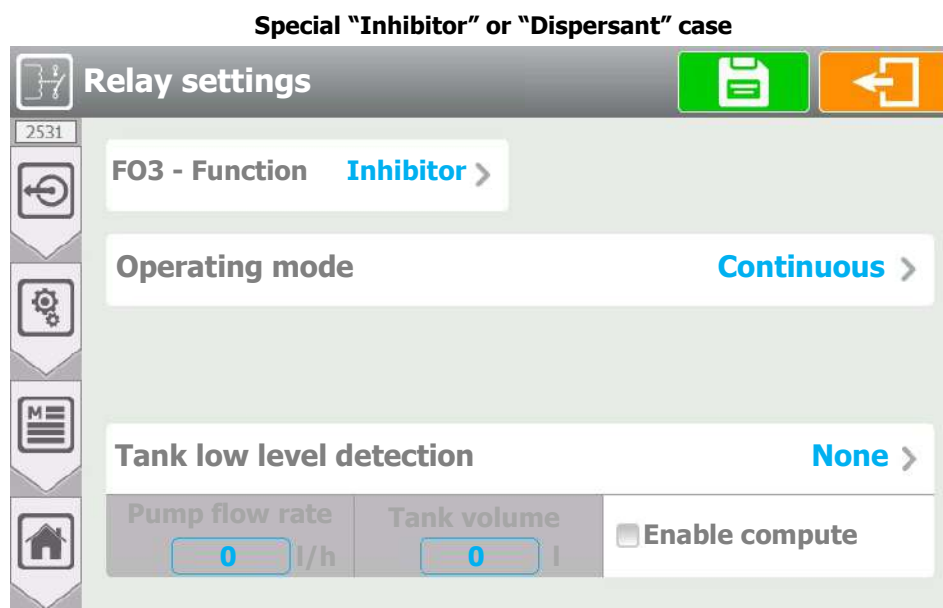 Special “Inhibitor” or “Dispersant” case
Relay settings
2531
FO3 - Function Inhibitor
Operating mode Continuous
M
Tank low level detection None
Pump flow rate Tank volume
Enable compute
0 l/h 0 l